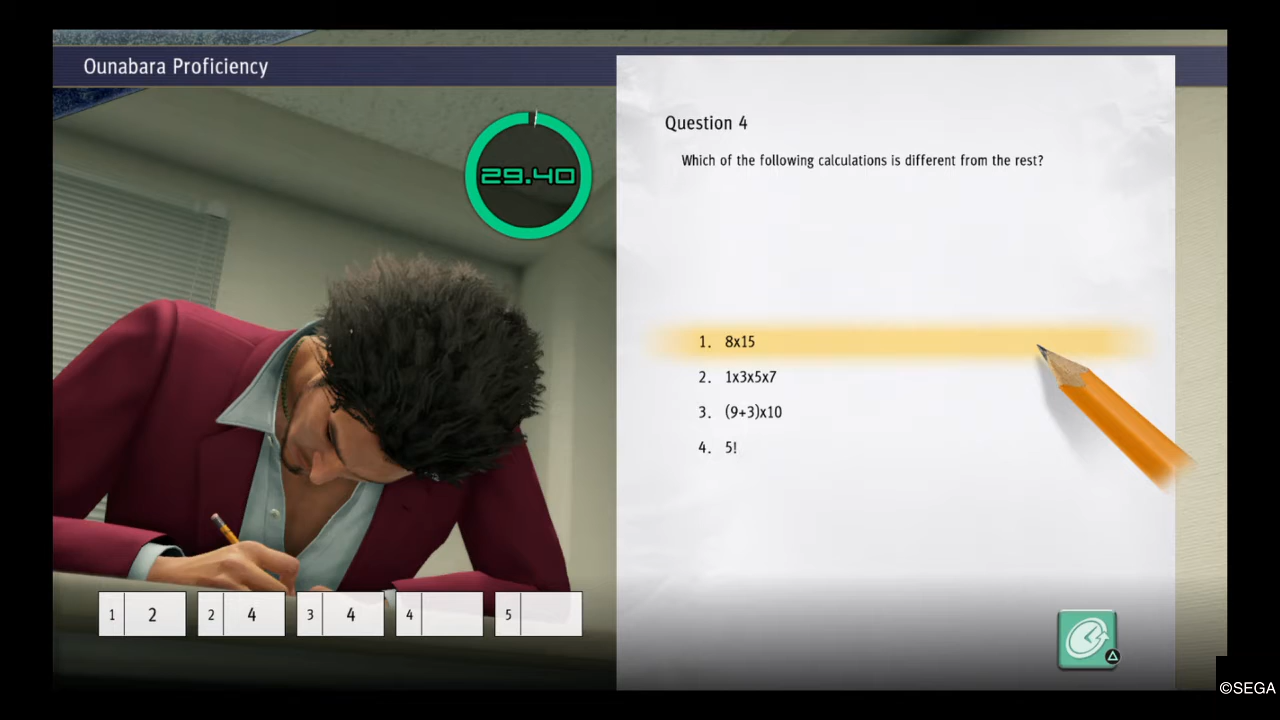 Ounabara Proficiency
29.40
Question 4
Which of the following calculations is different from the rest?
1. 8x15
2. 1x3x5x7
3. (9+3)x10
4. 5!
1 2 2 4 3 4 4 5
©SEGA